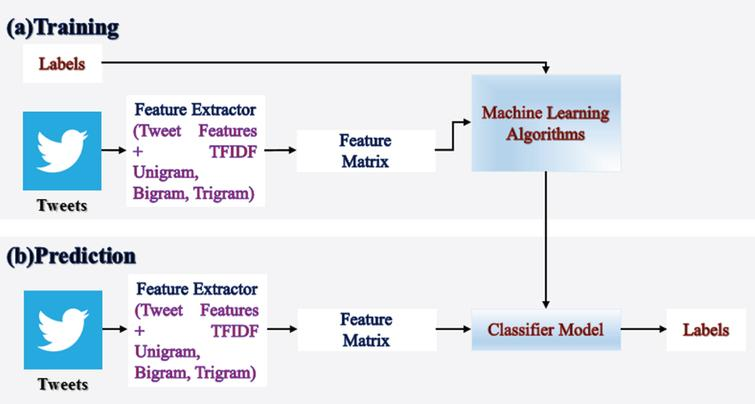 (a)Training
Labels
Tweets
Feature Extractor
(Tweet Features
+ TFIDF
Unigram,
Bigram, Trigram)
Feature
Matrix
Machine Learning
Algorithms
(b)Prediction
Tweets
Feature Extractor
(Tweet Features
+ TFIDF
Unigram,
Bigram, Trigram)
Feature
Matrix
Classifier Model
Labels